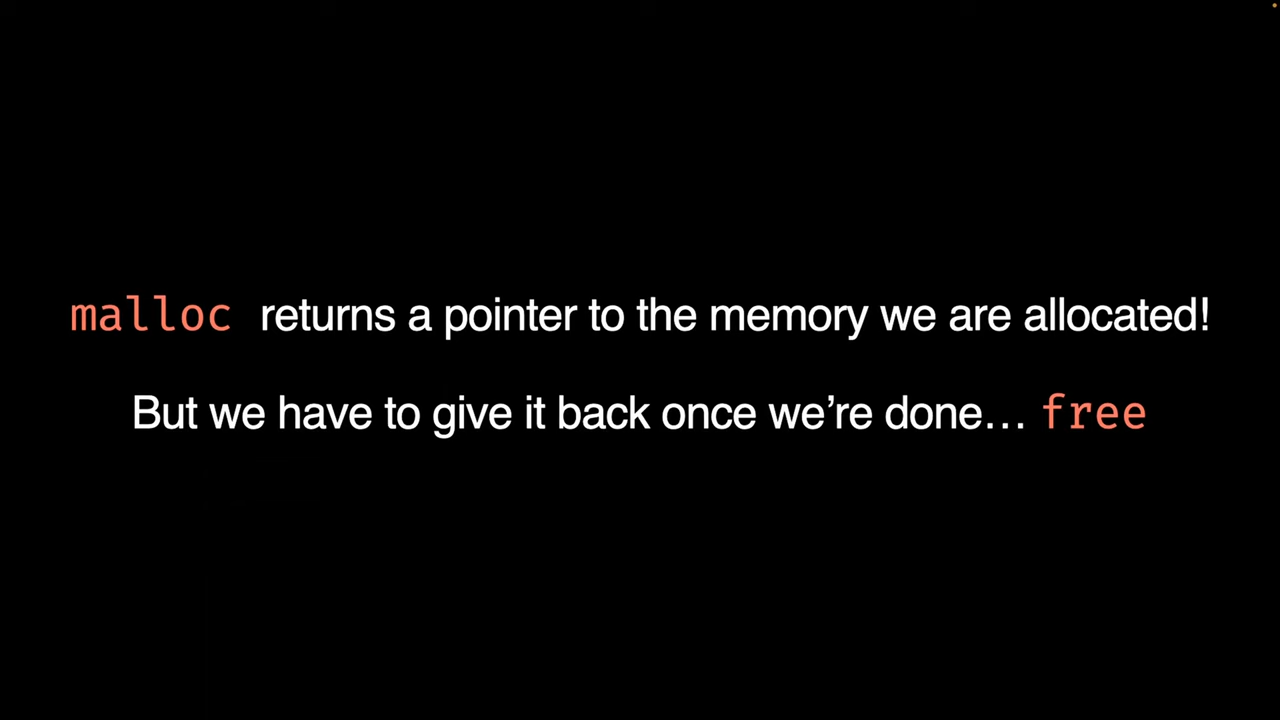 malloc returns a pointer to the memory we are allocated!
But we have to give it back once we’re done… free